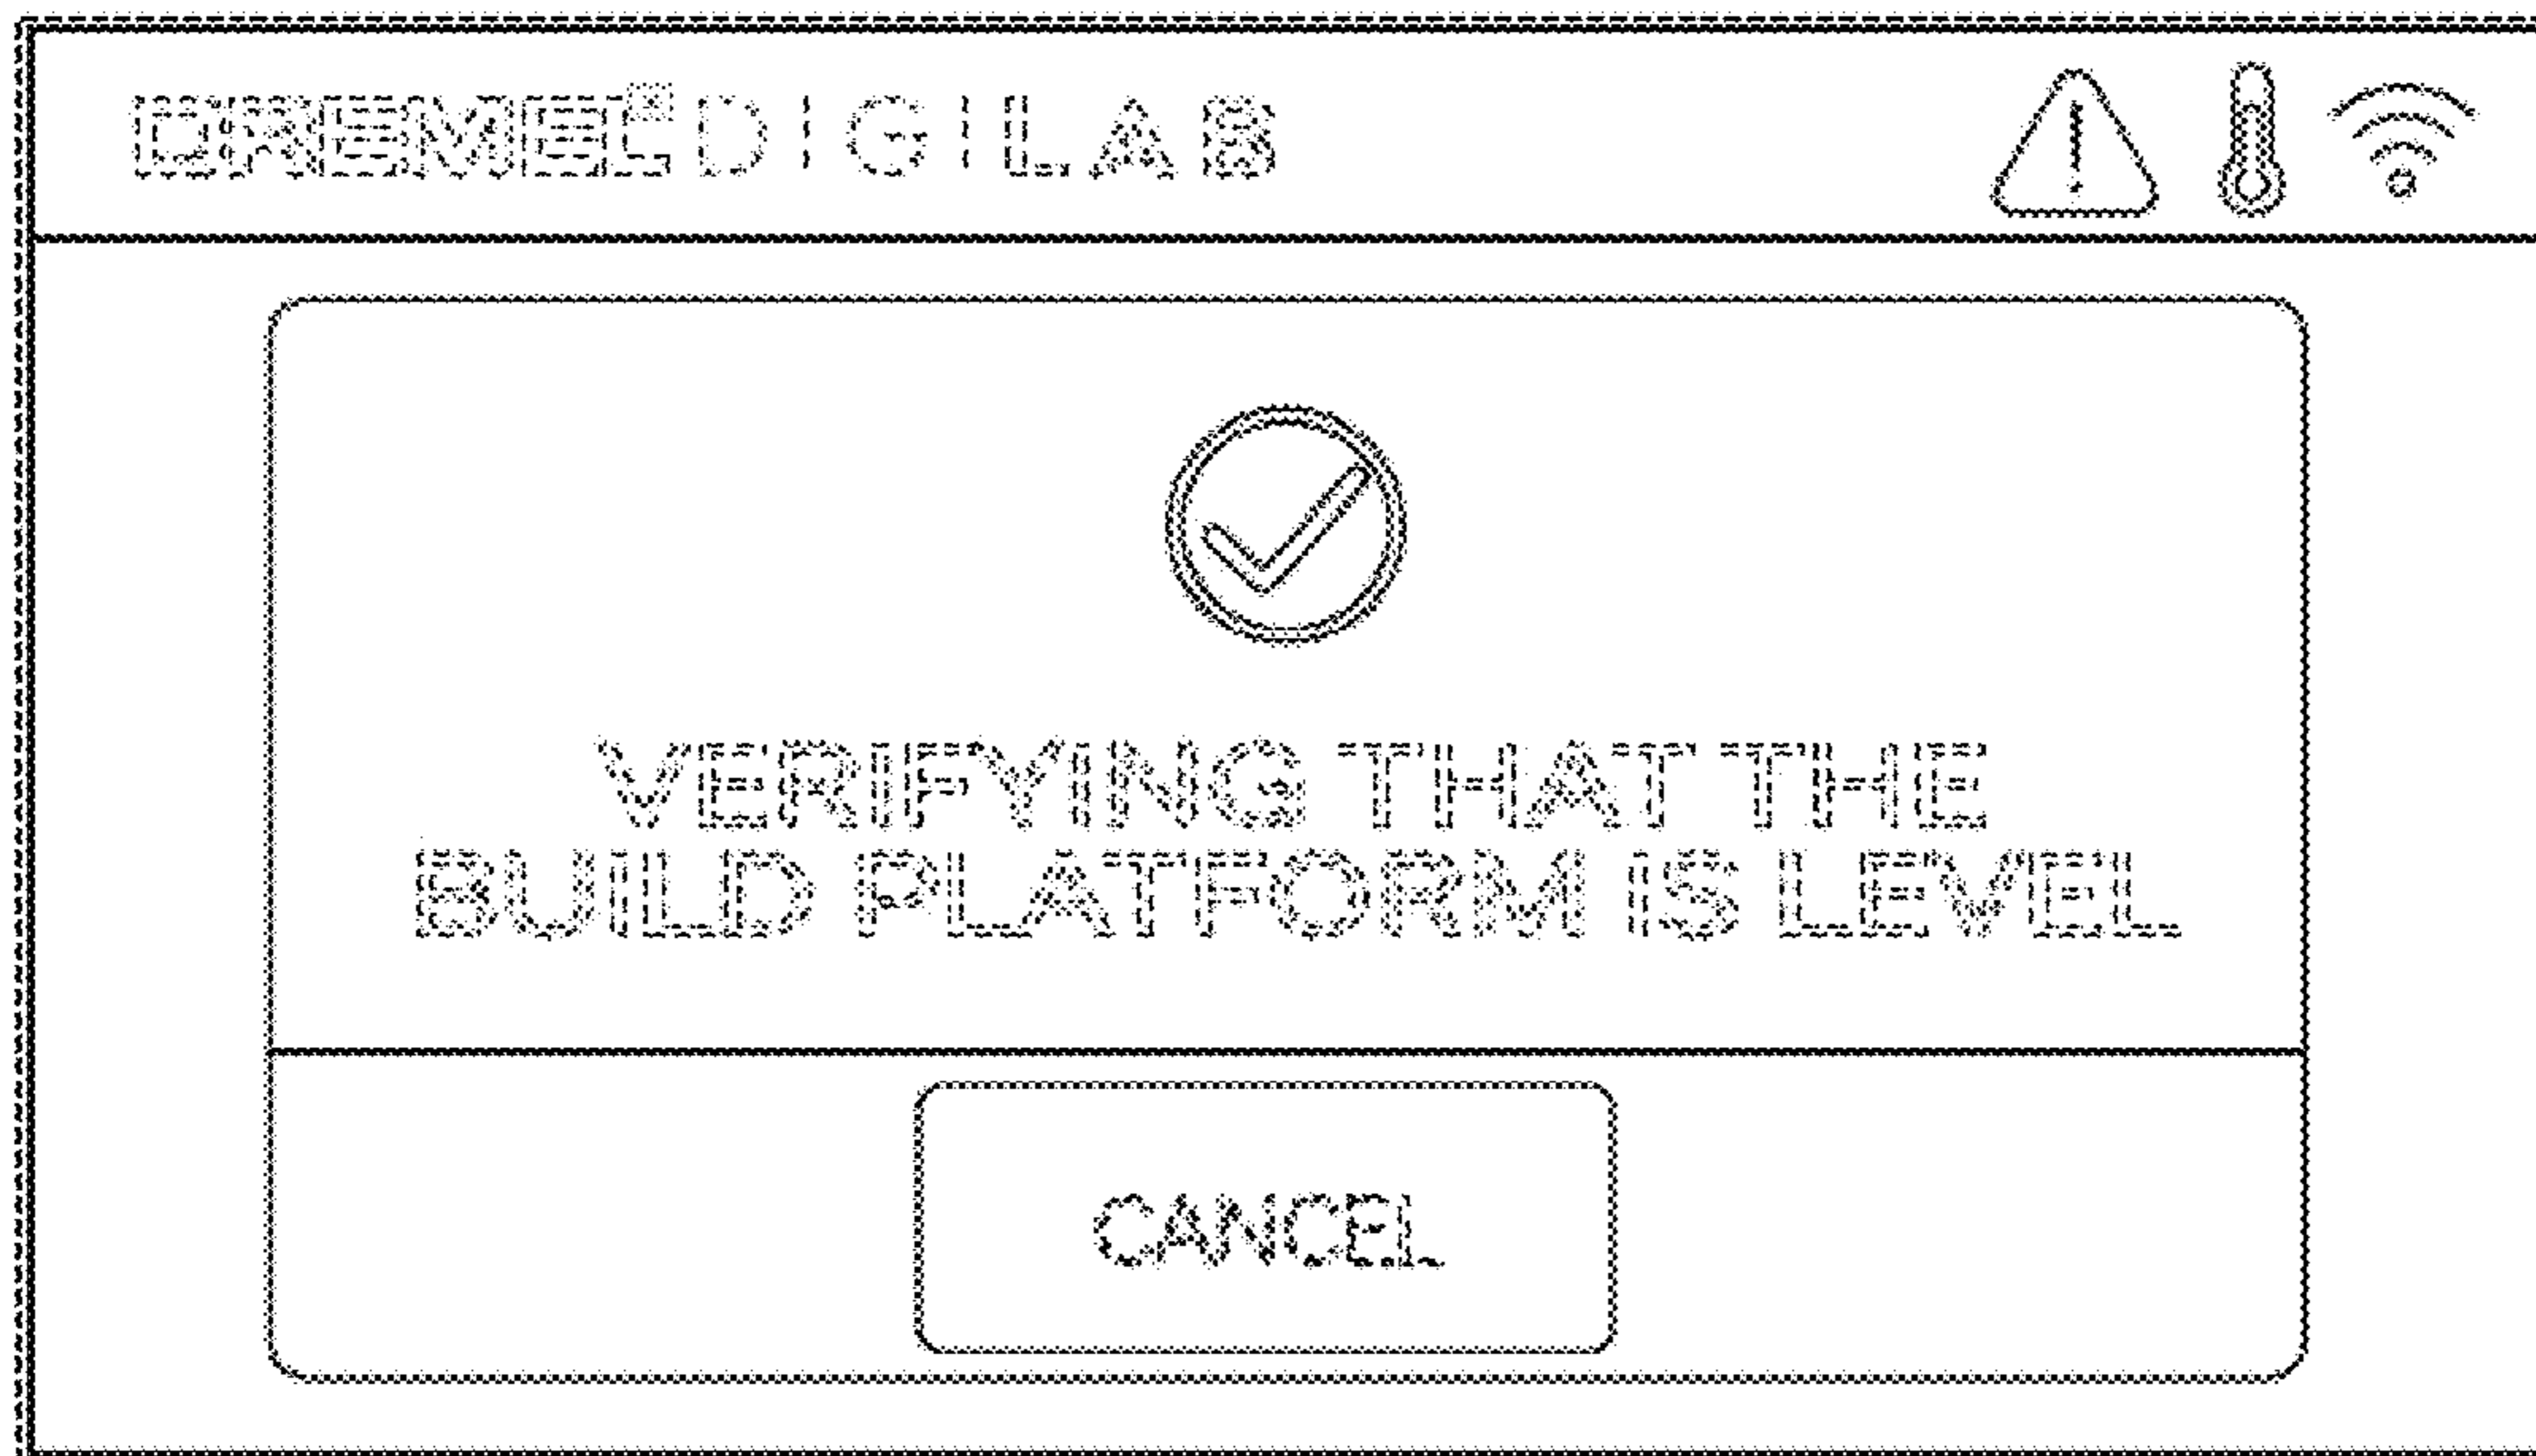 DREMEL DIGILAB
VERIFYING THAT THE
BUILD PLATFORM IS LEVEL
CANCEL